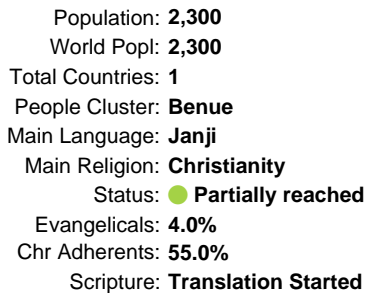 Population: 2,300
World Popl: 2,300
Total Countries: 1
People Cluster: Benue
Main Language: Janji
Main Religion: Christianity
Status: Partially reached
Evangelicals: 4.0%
Chr Adherents: 55.0%
Scripture: Translation Started